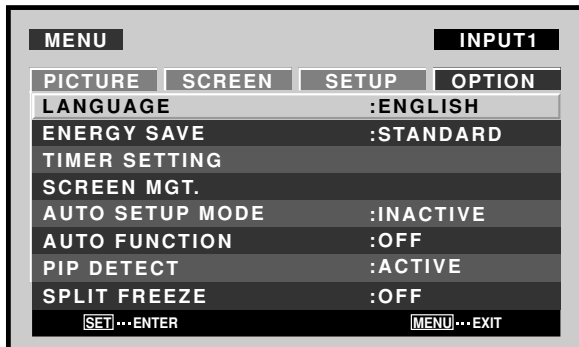 MENU INPUT1
PICTURE SCREEN SETUP OPTION
LANGUAGE :ENGLISH
ENERGY SAVE :STANDARD
TIMER SETTING
SCREEN MGT.
AUTO SETUP MODE :INACTIVE
AUTO FUNCTION :OFF
PIP DETECT :ACTIVE
SPLIT FREEZE :OFF
SET···ENTER MENU···EXIT